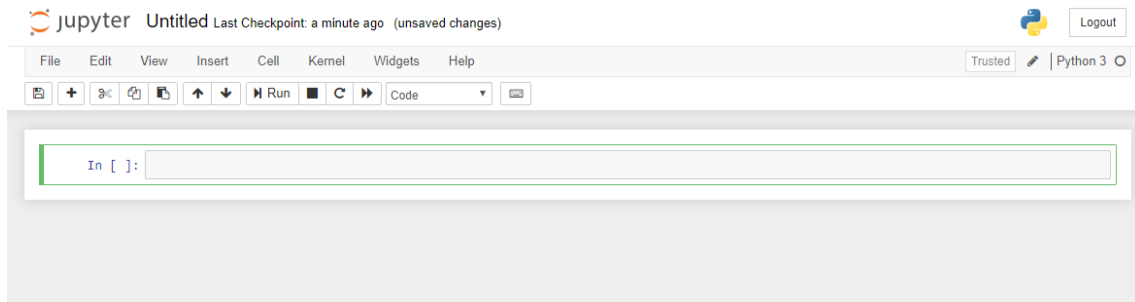 jupyter Untitled Last Checkpoint: a minute ago (unsaved changes) Logout
File Edit View Insert Cell Kernel Widgets Help Trusted Python 3
Run Code
In [ ]: